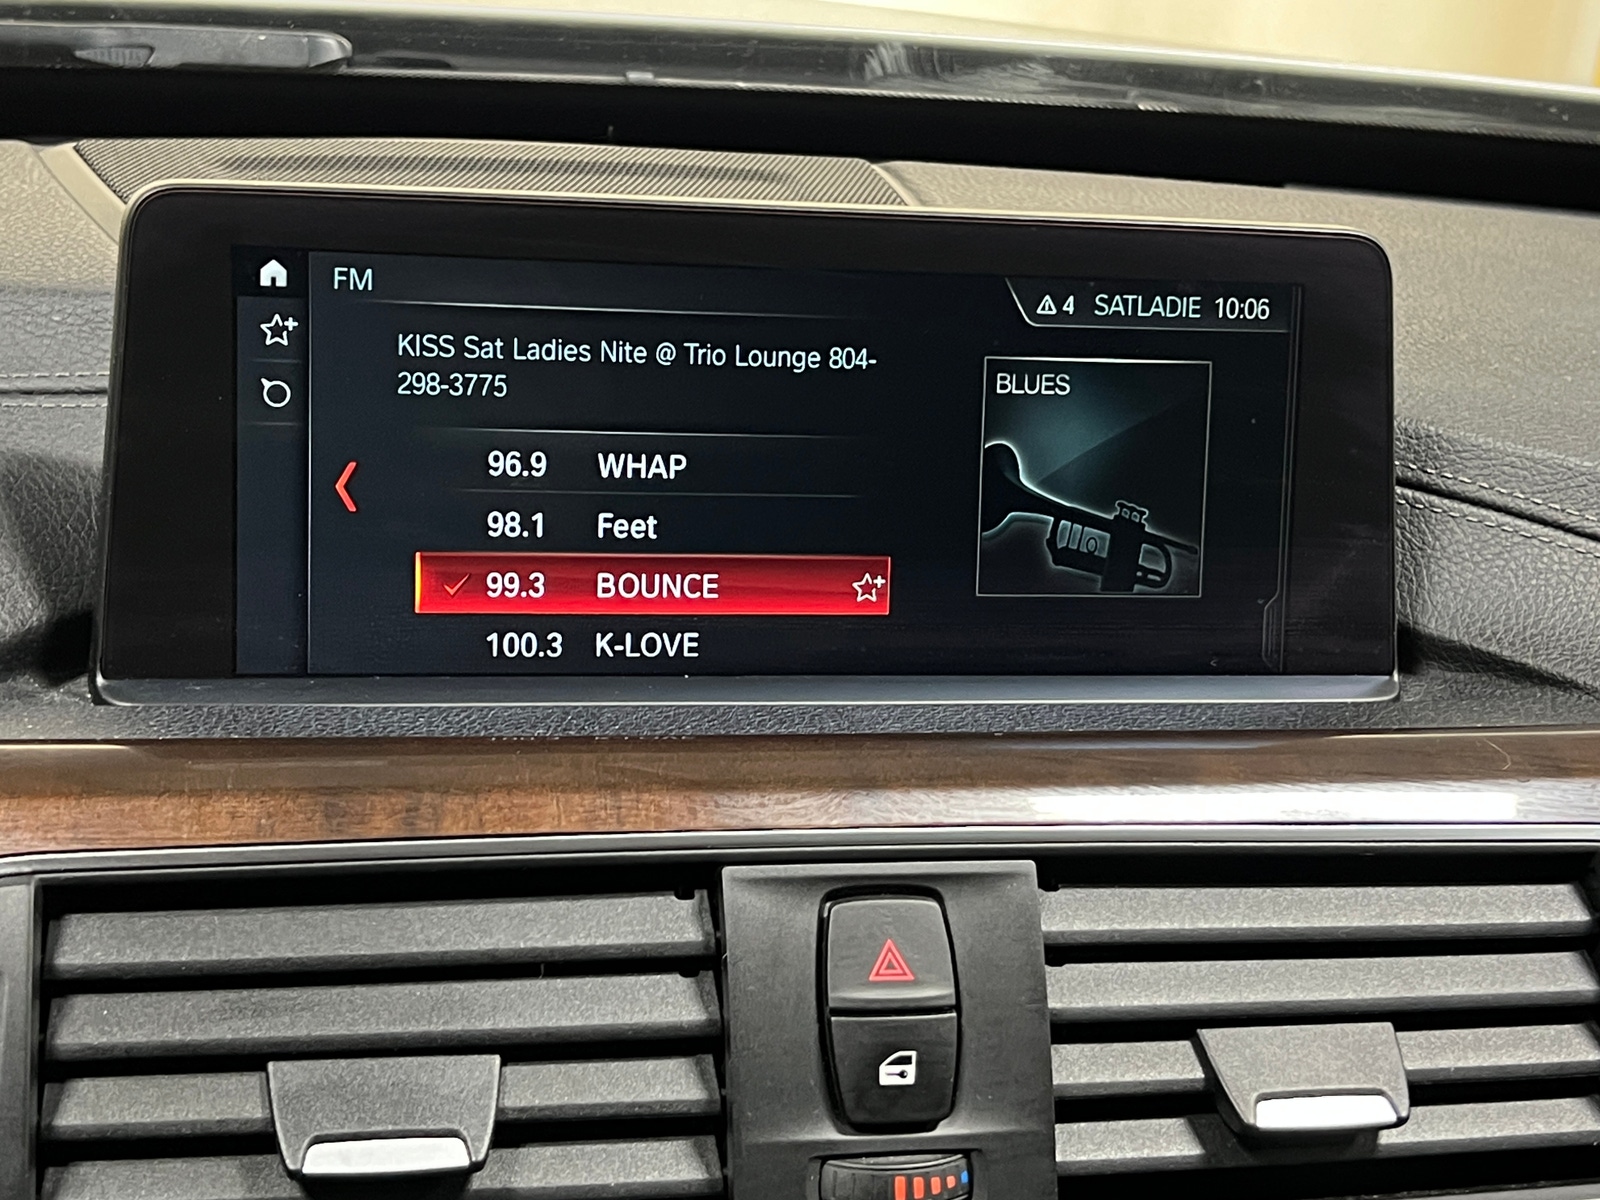 FM
4 SATLADIE 10:06
KISS Sat Ladies Nite @ Trio Lounge 804-
298-3775
BLUES
96.9 WHAP
98.1 Feet
99.3 BOUNCE
100.3 K-LOVE